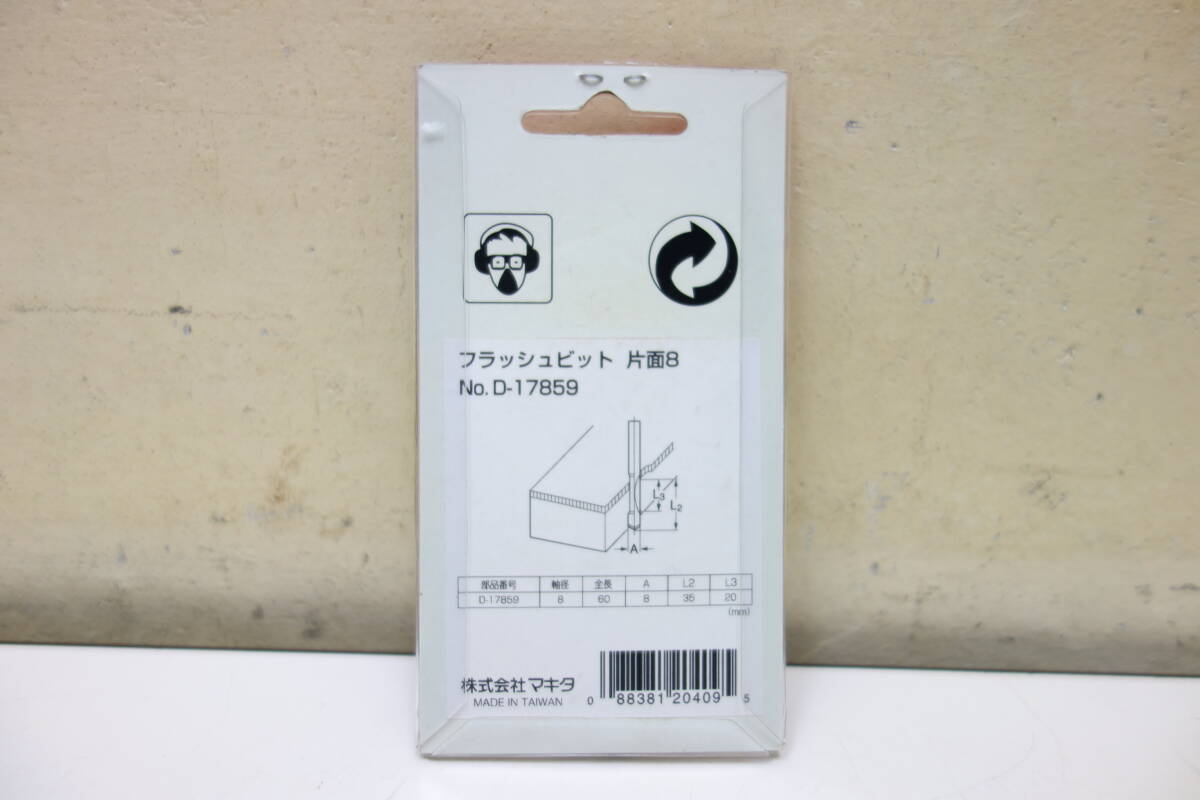 フラッシュビット 片面8
No. D-17859
L3
L2
A
部品番号 軸径 全長 A L2 L3
D-17859 8 60 8 35 20
(mm)
株式会社マキタ
MADE IN TAIWAN
0 88381 20409 5